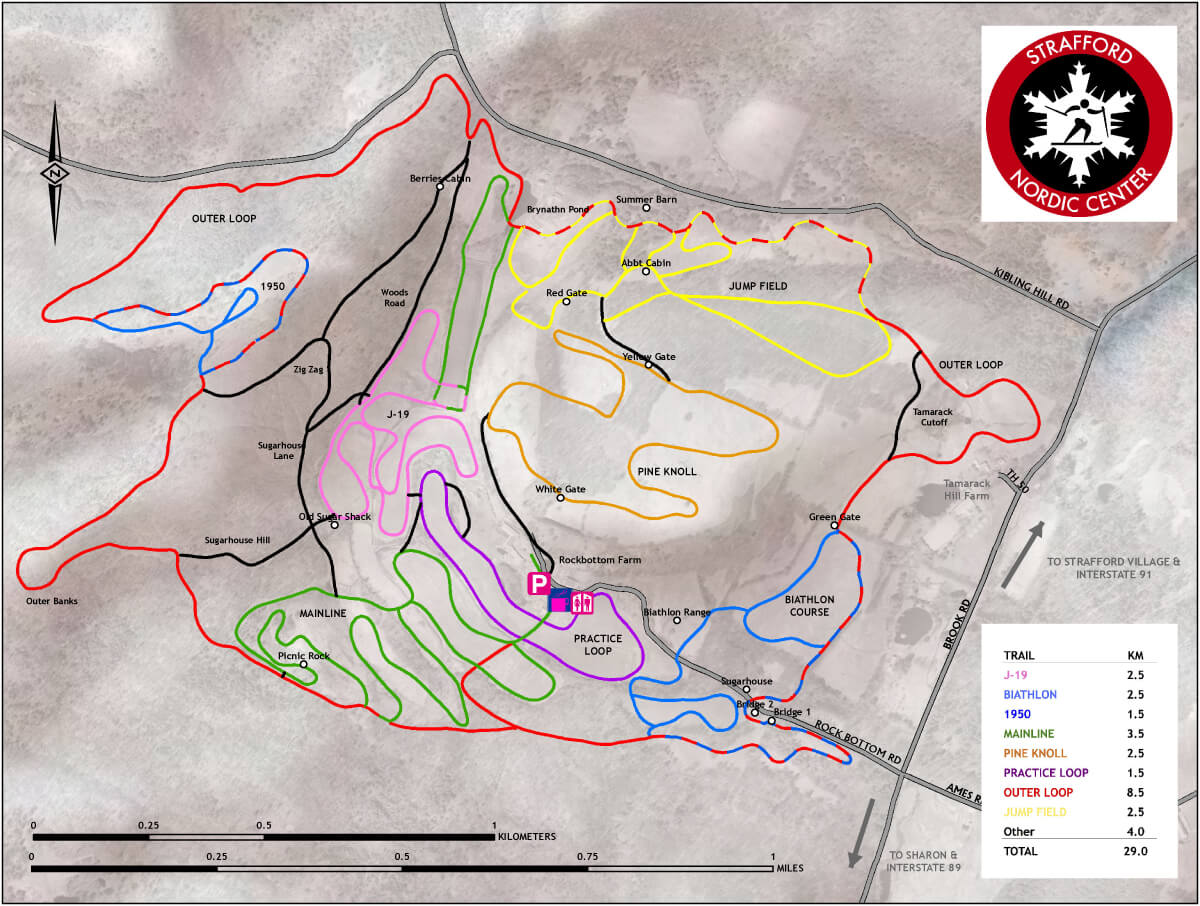 STRAFFORD
NORDIC CENTER
N
Berries Cabin
OUTER LOOP
Brynathn Pond
Summer Barn
Abbt Cabin
1950
Woods
Road
Red Gate
JUMP FIELD
KIBLING HILL RD
Zig Zag
Yellow Gate
OUTER LOOP
J-19
Tamarack
Cutoff
Sugarhouse
Lane
PINE KNOLL
TH 50
White Gate
Tamarack
Hill Farm
Old Sugar Shack
Green Gate
Sugarhouse Hill
Rockbottom Farm
TO STRAFFORD VILLAGE &
INTERSTATE 91
P
Outer Banks
MAINLINE
Biathlon Range
BIATHLON
COURSE
BROOK RD
PRACTICE
LOOP
Picnic Rock
Sugarhouse
Bridge 2
Bridge 1
ROCK BOTTOM RD
AMES R
TRAIL KM
J-19 2.5
BIATHLON 2.5
1950 1.5
MAINLINE 3.5
PINE KNOLL 2.5
PRACTICE LOOP 1.5
OUTER LOOP 8.5
JUMP FIELD 2.5
Other 4.0
TOTAL 29.0
0 0.25 0.5 1
KILOMETERS
0 0.25 0.5 0.75 1
MILES
TO SHARON &
INTERSTATE 89